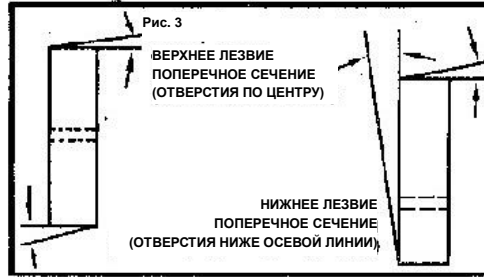 Рис. 3
ВЕРХНЕЕ ЛЕЗВИЕ
ПОПЕРЕЧНОЕ СЕЧЕНИЕ
(ОТВЕРСТИЯ ПО ЦЕНТРУ)
НИЖНЕЕ ЛЕЗВИЕ
ПОПЕРЕЧНОЕ СЕЧЕНИЕ
(ОТВЕРСТИЯ НИЖЕ ОСЕВОЙ ЛИНИИ)